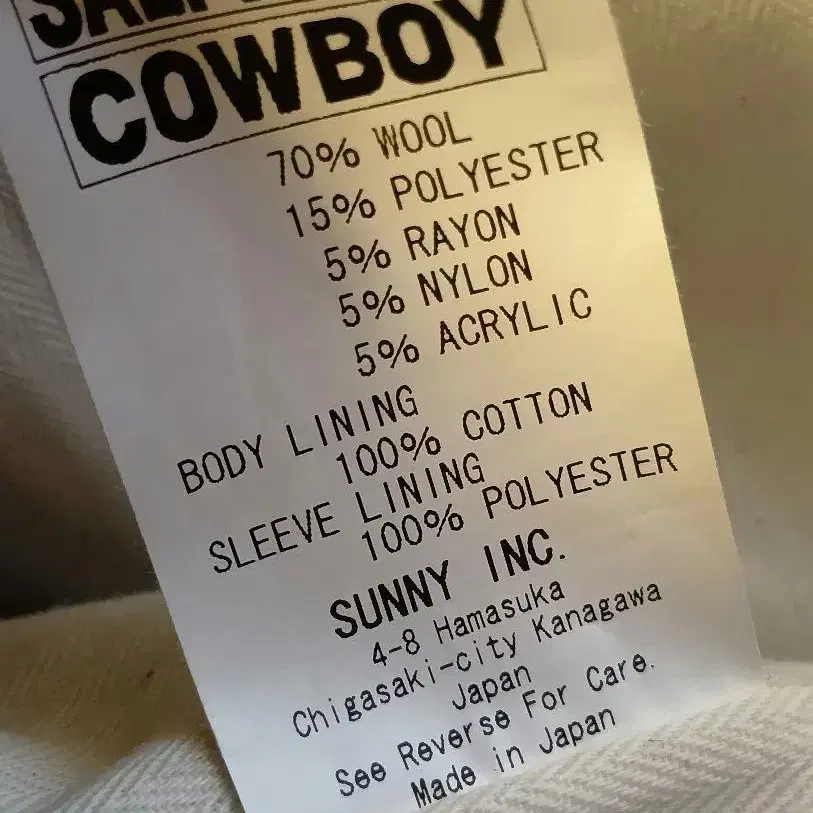 COWBOY
70% WOOL
15% POLYESTER
5% RAYON
5% NYLON
5% ACRYLIC
BODY LINING
100% COTTON
SLEEVE LINING
100% POLYESTER
SUNNY INC.
4-8 Hamasuka
Chigasaki-city Kanagawa
Japan
See Reverse For Care.
Made in Japan